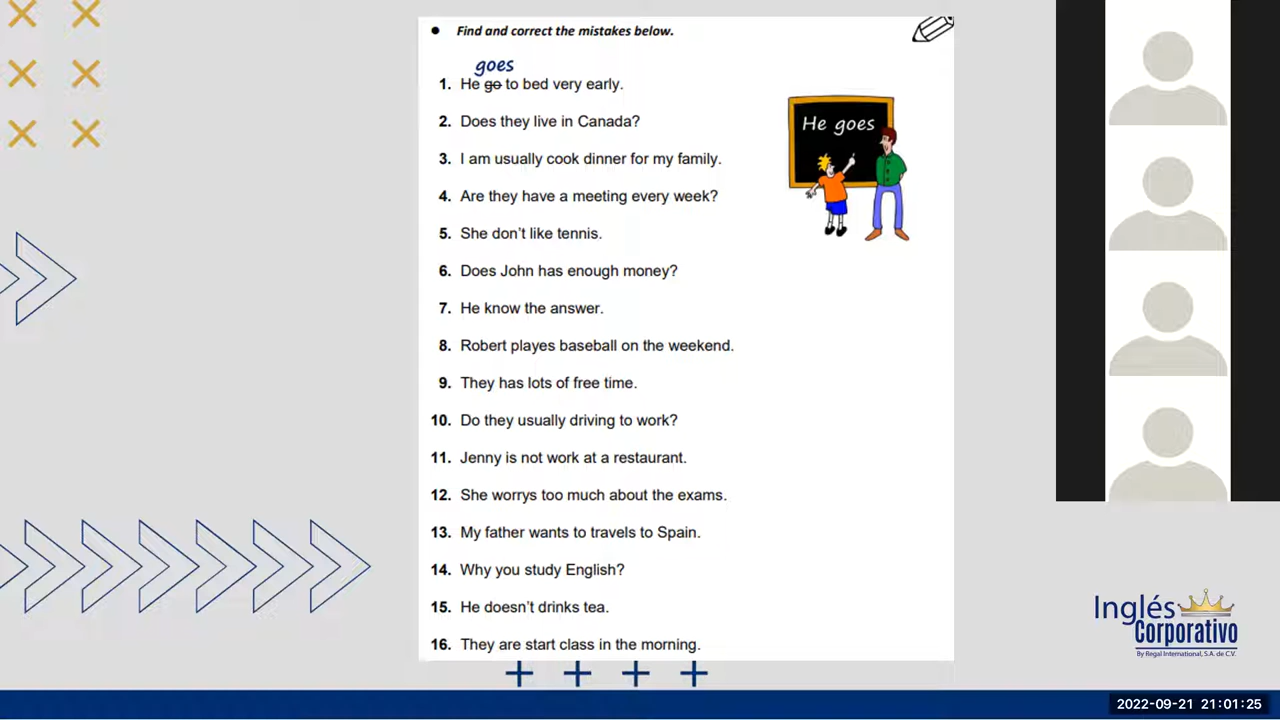 ● Find and correct the mistakes below.
goes
1. He go to bed very early.
He goes
2. Does they live in Canada?
3. I am usually cook dinner for my family.
4. Are they have a meeting every week?
5. She don't like tennis.
6. Does John has enough money?
7. He know the answer.
8. Robert playes baseball on the weekend.
9. They has lots of free time.
10. Do they usually driving to work?
11. Jenny is not work at a restaurant.
12. She worrys too much about the exams.
13. My father wants to travels to Spain.
14. Why you study English?
15. He doesn't drinks tea.
16. They are start class in the morning.
Inglés
Corporativo
By Regal International, S.A. de C.V.
2022-09-21 21:01:25